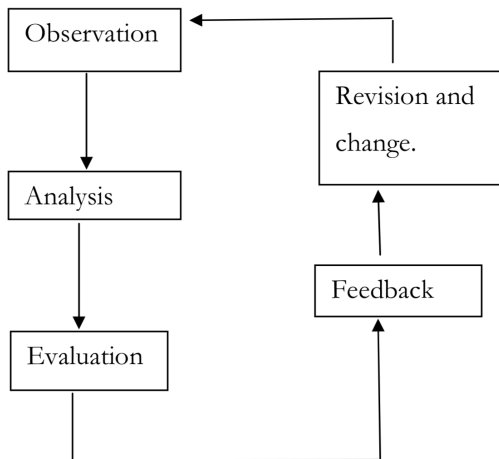 Observation
Revision and
change.
Analysis
Feedback
Evaluation